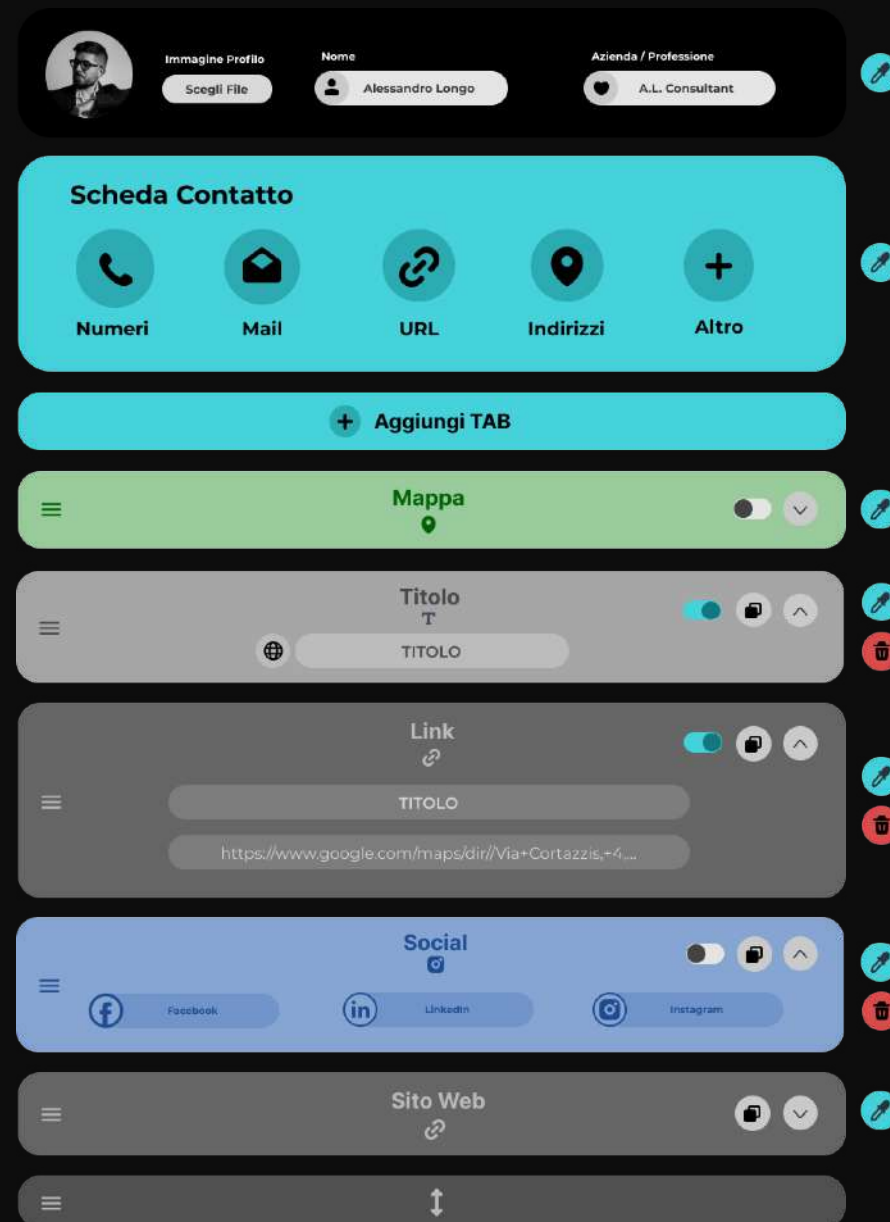 Immagine Profilo
Nome
Azienda / Professione
Scegli File
Alessandro Longo
A.L. Consultant
Scheda Contatto
Numeri
Mail
URL
Indirizzi
Altro
Aggiungi TAB
Mappa
Titolo
T
TITOLO
Link
TITOLO
https://www.google.com/maps/dir//Via+Cortazzis,+4,...
Social
Facebook
Linkedin
Instagram
Sito Web